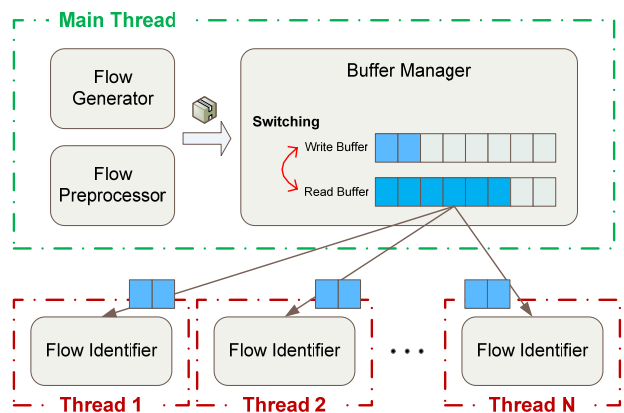 Main Thread
Flow
Generator
Flow
Preprocessor
Buffer Manager
Switching
Write Buffer
Read Buffer
Flow Identifier
Flow Identifier
...
Flow Identifier
Thread 1
Thread 2
Thread N